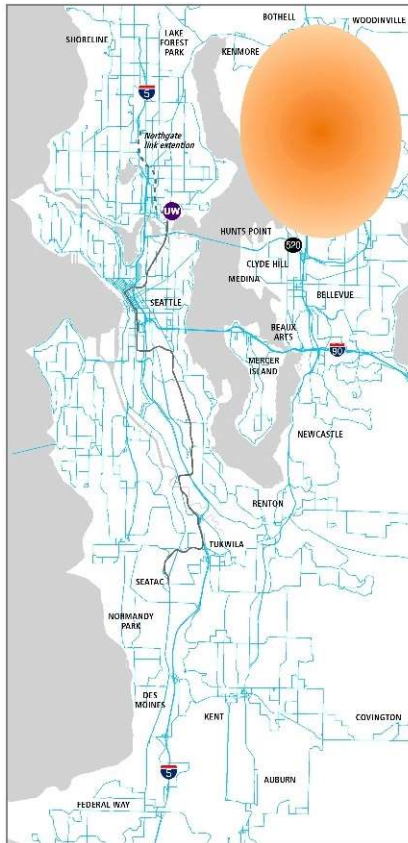 BOTHELL
WOODINVILLE
SHORELINE
LAKE
FOREST
PARK
KENMORE
5
Northgate
link extention
UW
HUNTS POINT
520
CLYDE HILL
MEDINA
BELLEVUE
SEATTLE
BEAUX
ARTS
90
MERCER
ISLAND
NEWCASTLE
RENTON
TUKWILA
SEATAC
NORMANDY
PARK
DES
MOINES
KENT
COVINGTON
5
AUBURN
FEDERAL WAY